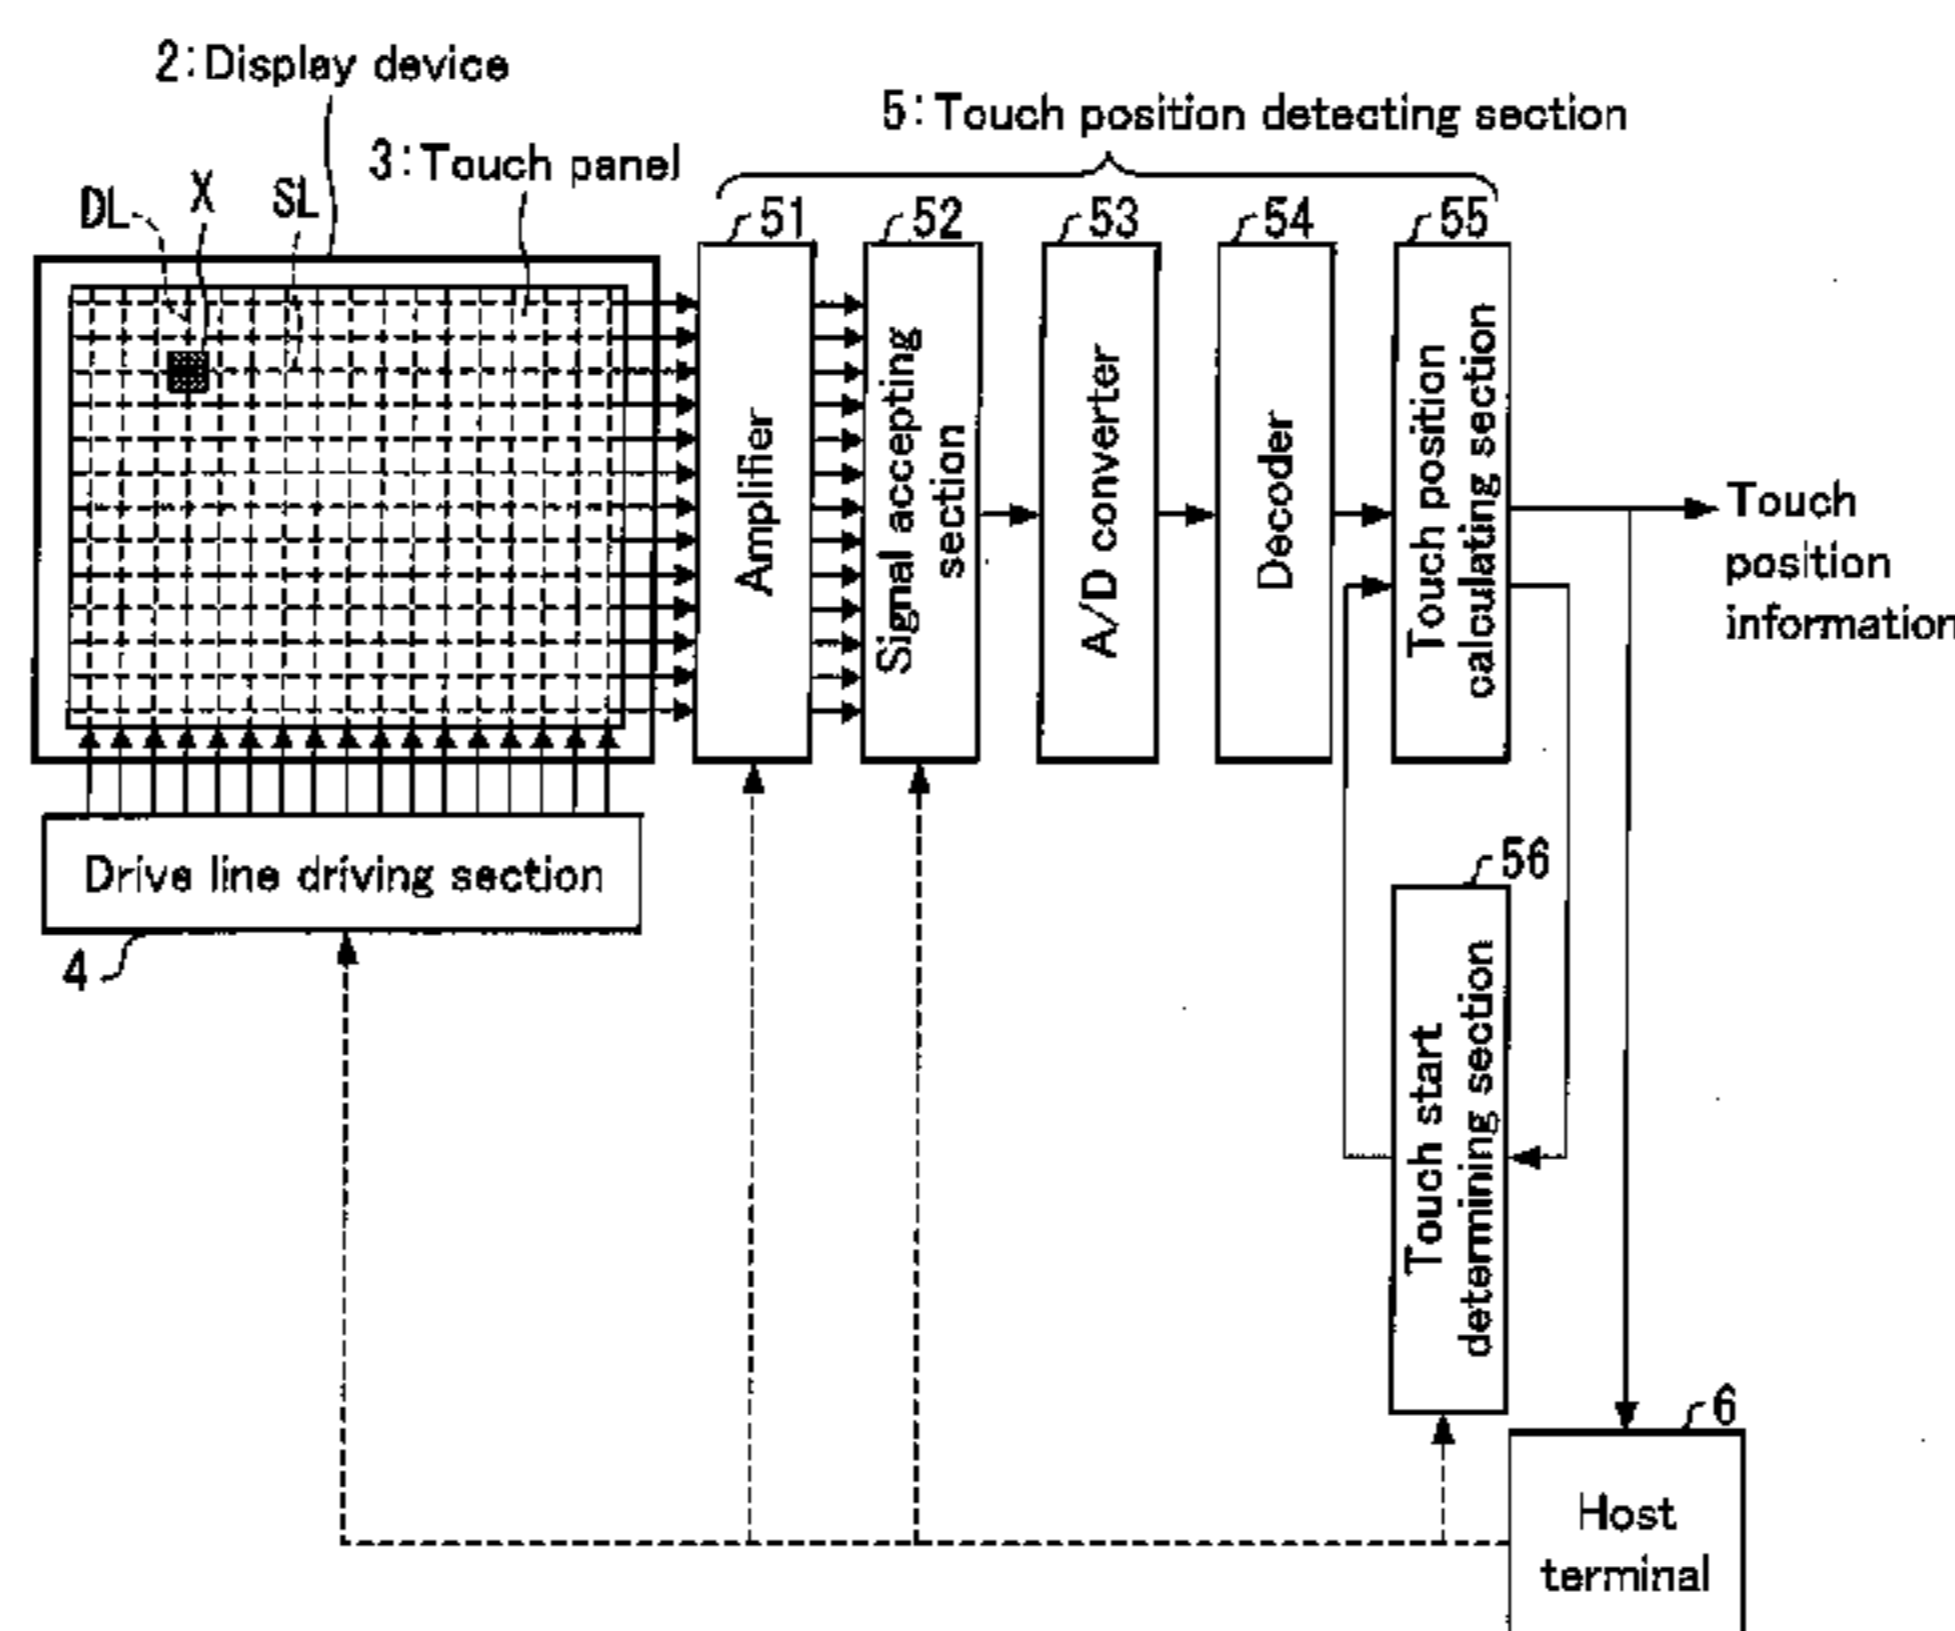 2:Display device
5:Touch position detecting section
3:Touch panel
DL
X
SL
51
52
53
54
55
Amplifier
Signal accepting
section
A/D converter
Decoder
Touch position
calculating section
Touch
position
information
Drive line driving section
4
56
Touch start
determining section
6
Host
terminal